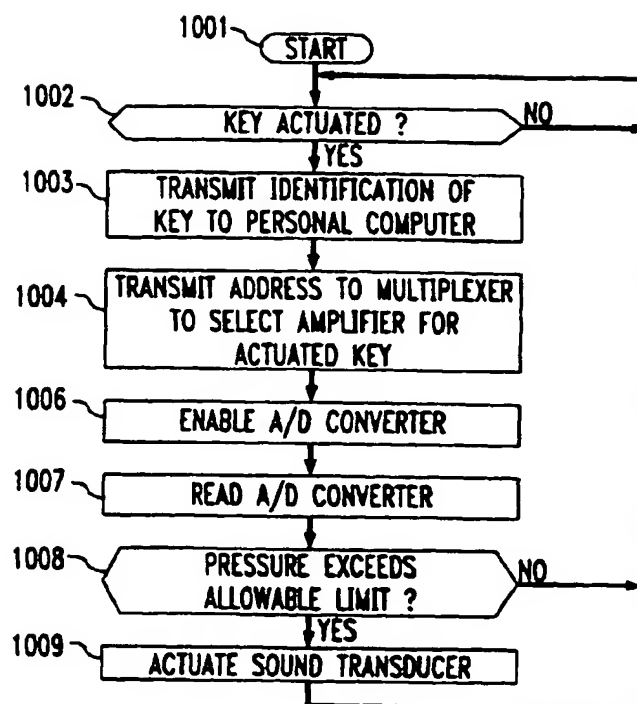 1001
START
1002
KEY ACTUATED ?
NO
YES
1003
TRANSMIT IDENTIFICATION OF
KEY TO PERSONAL COMPUTER
1004
TRANSMIT ADDRESS TO MULTIPLEXER
TO SELECT AMPLIFIER FOR
ACTUATED KEY
1006
ENABLE A/D CONVERTER
1007
READ A/D CONVERTER
1008
PRESSURE EXCEEDS
ALLOWABLE LIMIT ?
NO
YES
1009
ACTUATE SOUND TRANSDUCER